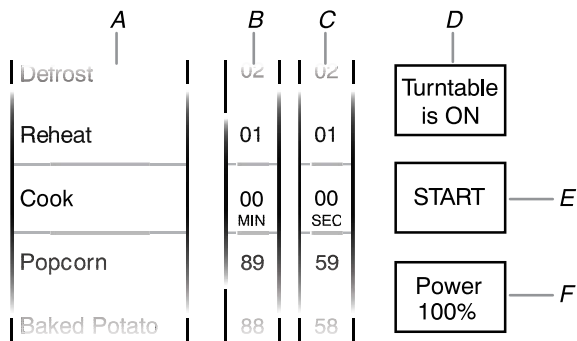 A B C D
Defrost 02 02
Turntable
is ON
Reheat 01 01
Cook 00 00
MIN SEC
START E
Popcorn 89 59
Power
100%
F
Baked Potato 88 58